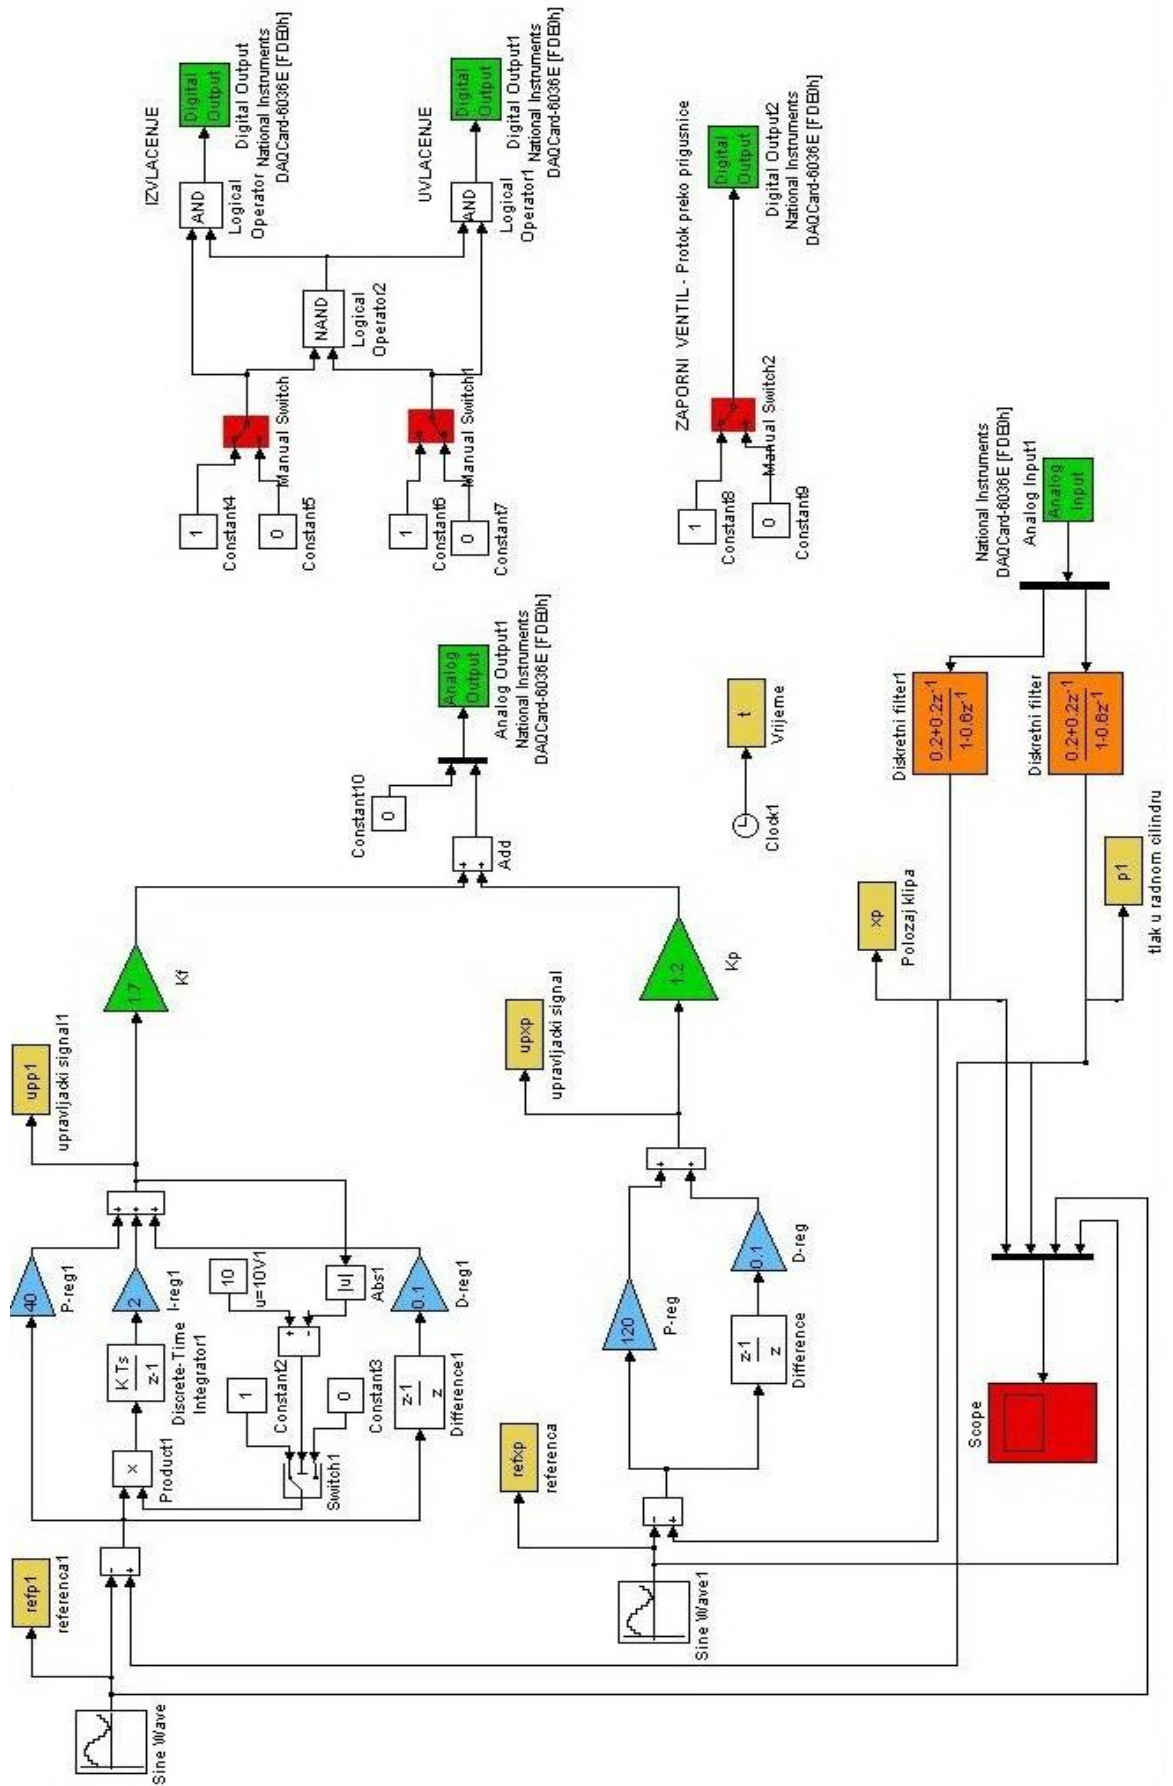 Sine Wave
refp1
referenca1
-
+
40
P-reg1
x
Product1
K Ts
z-1
Discrete-Time
Integrator1
2
I-reg1
+
+
+
upp1
upravljacki signal1
1.7
Kf
10
u=10V1
|u|
Abs1
+
-
1
Constant2
0
Constant3
Switch1
z-1
z
Difference1
0.1
D-reg1
Sine Wave1
refxp
referenca
-
+
120
P-reg
z-1
z
Difference
0.1
D-reg
+
+
upxp
upravljacki signal
1.2
Kp
+
+
Add
0
Constant10
Analog
Output
Analog Output1
National Instruments
DAQCard-6036E [FDE0h]
IZVLACENJE
1
Constant4
0
Constant5
Manual Switch
AND
Logical
Operator
Digital
Output
Digital Output
National Instruments
DAQCard-6036E [FDE0h]
NAND
Logical
Operator2
UVLACENJE
1
Constant6
0
Constant7
Manual Switch1
AND
Logical
Operator1
Digital
Output
Digital Output1
National Instruments
DAQCard-6036E [FDE0h]
ZAPORNI VENTIL - Protok preko prigusnice
1
Constant8
0
Constant9
Manual Switch2
Digital
Output
Digital Output2
National Instruments
DAQCard-6036E [FDE0h]
Clock1
t
Vrijeme
Scope
xp
Polozaj klipa
p1
tlak u radnom cilindru
Diskretni filter1
0.2+0.2z-1
1-0.6z-1
Diskretni filter
0.2+0.2z-1
1-0.6z-1
National Instruments
DAQCard-6036E [FDE0h]
Analog Input1
Analog
Input